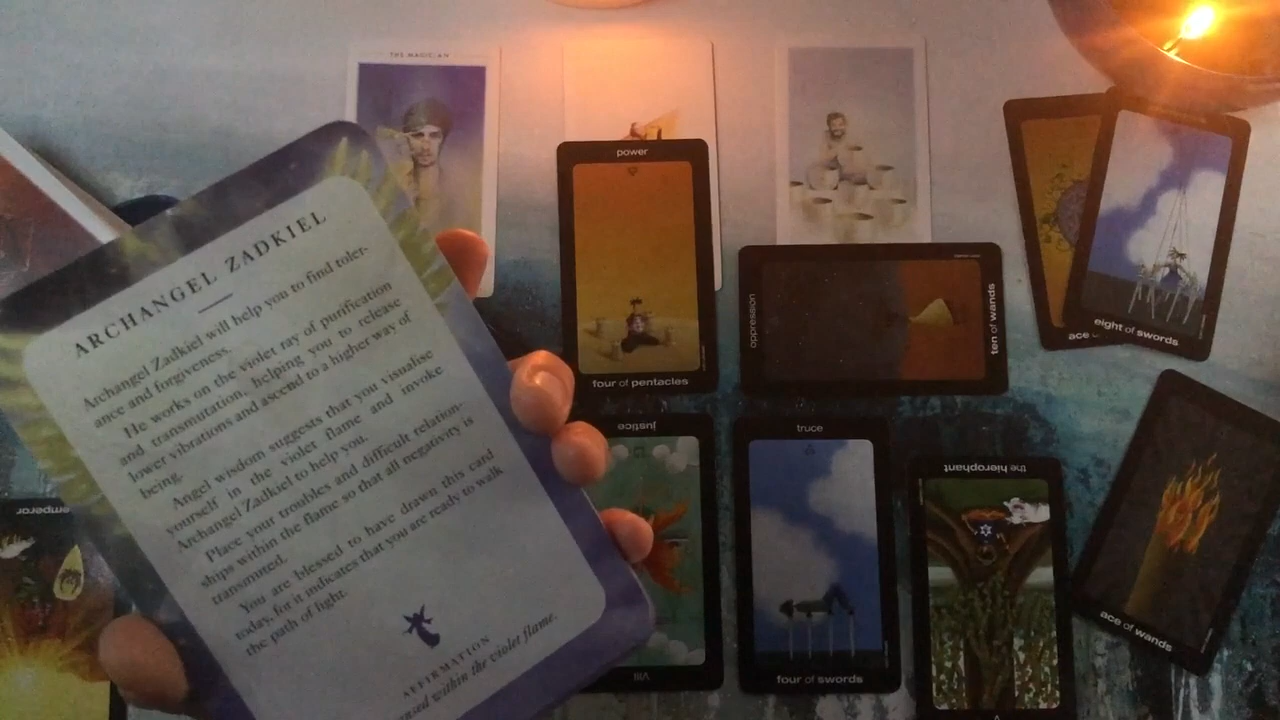 THE MAGICIAN
ARCHANGEL ZADKIEL
Archangel Zadkiel will help you to find toler-
ance and forgiveness.
He works on the violet ray of purification
and transmutation, helping you to release
lower vibrations and ascend to a higher way of
being.
Angel wisdom suggests that you visualise
yourself in the violet flame and invoke
Archangel Zadkiel to help you.
Place your troubles and difficult relation-
ships within the flame so that all negativity is
transmuted.
You are blessed to have drawn this card
today, for it indicates that you are ready to walk
the path of light.
AFFIRMATION
within the violet flame.
power
four of pentacles
oppression
ten of wands
ace
eight of swords
justice
VIII
truce
four of swords
the hierophant
V
ace of wands
emperor